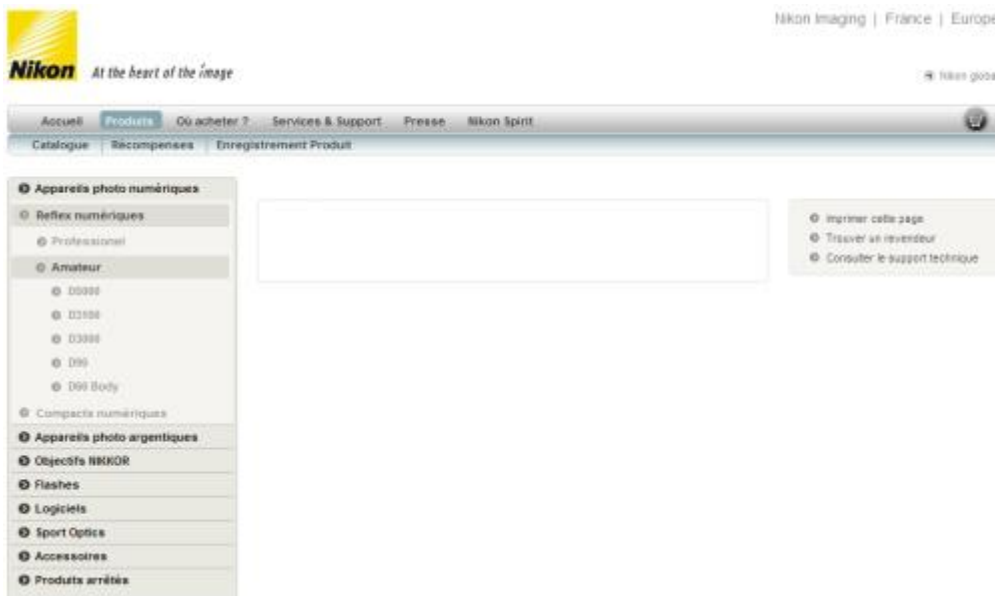 Nikon Imaging | France | Europe
Nikon At the heart of the image
Nikon global
Accueil Produits Où acheter ? Services & Support Presse Nikon Spirit
Catalogue Récompenses Enregistrement Produit
Appareils photo numériques
Reflex numériques
Professionel
Amateur
D5000
D3100
D3000
D90
D90 Body
Compacts numériques
Appareils photo argentiques
Objectifs NIKKOR
Flashes
Logiciels
Sport Optics
Accessoires
Produits arrêtés
Imprimer cette page
Trouver un revendeur
Consulter le support technique